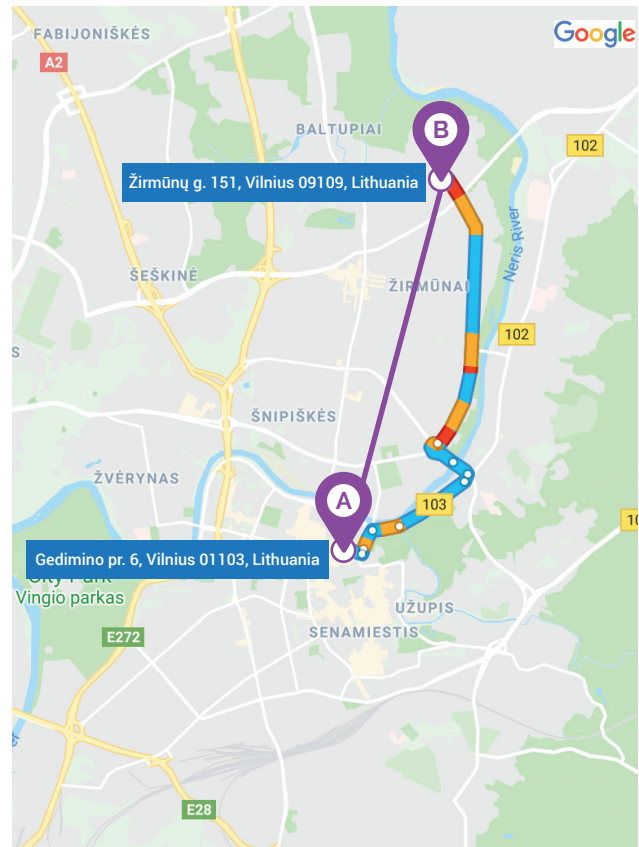 FABIJONIŠKĖS
Google
A2
BALTUPIAI
B
102
Žirmūnų g. 151, Vilnius 09109, Lithuania
Neris River
ŠEŠKINĖ
ŽIRMŪNAI
102
S
ŠNIPIŠKĖS
ŽVĖRYNAS
A
103
10
Gedimino pr. 6, Vilnius 01103, Lithuania
City Park
Vingio parkas
UŽUPIS
SENAMIESTIS
E272
E28